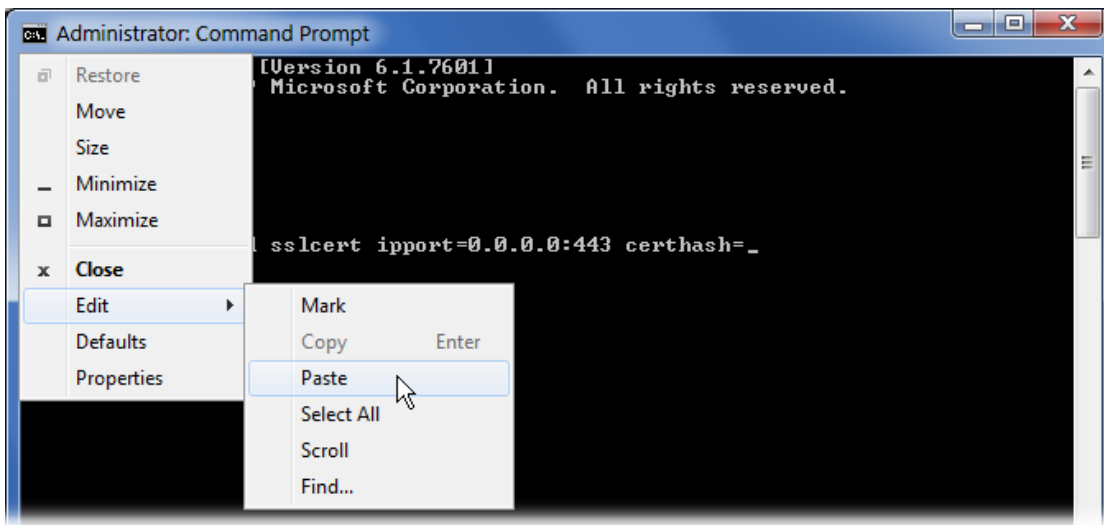 Administrator: Command Prompt
[Version 6.1.7601]
Microsoft Corporation. All rights reserved.
sslcert ipport=0.0.0.0:443 certhash=_
Restore
Move
Size
Minimize
Maximize
Close
Edit
Defaults
Properties
Mark
Copy Enter
Paste
Select All
Scroll
Find...